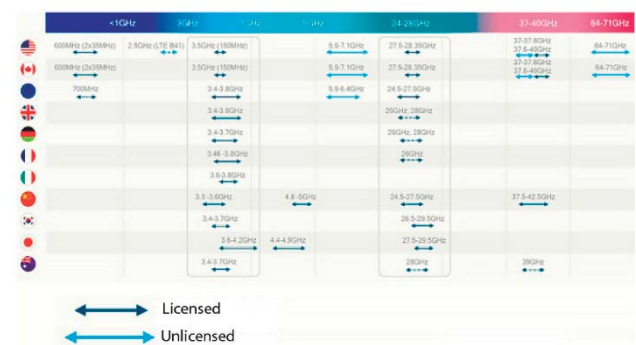 <1GHz 3GHz 4GHz 5GHz 24-28GHz 37-40GHz 64-71GHz
600MHz (2x35MHz) 2.5GHz (LTE B41) 3.5GHz (150MHz) 5.9-7.1GHz 27.5-28.35GHz 37-37.6GHz 37.6-40GHz 64-71GHz
600MHz (2x35MHz) 3.5GHz (150MHz) 5.9-7.1GHz 27.5-28.35GHz 37-37.6GHz 37.6-40GHz 64-71GHz
700MHz 3.4-3.8GHz 5.9-6.4GHz 24.5-27.5GHz
3.4-3.8GHz 26GHz, 28GHz
3.4-3.7GHz 26GHz, 28GHz
3.46-3.8GHz 26GHz
3.6-3.8GHz
3.3-3.6GHz 4.8-5GHz 24.5-27.5GHz 37.5-42.5GHz
3.4-3.7GHz 26.5-29.5GHz
3.6-4.2GHz 4.4-4.9GHz 27.5-29.5GHz
3.4-3.7GHz 28GHz 39GHz
Licensed
Unlicensed